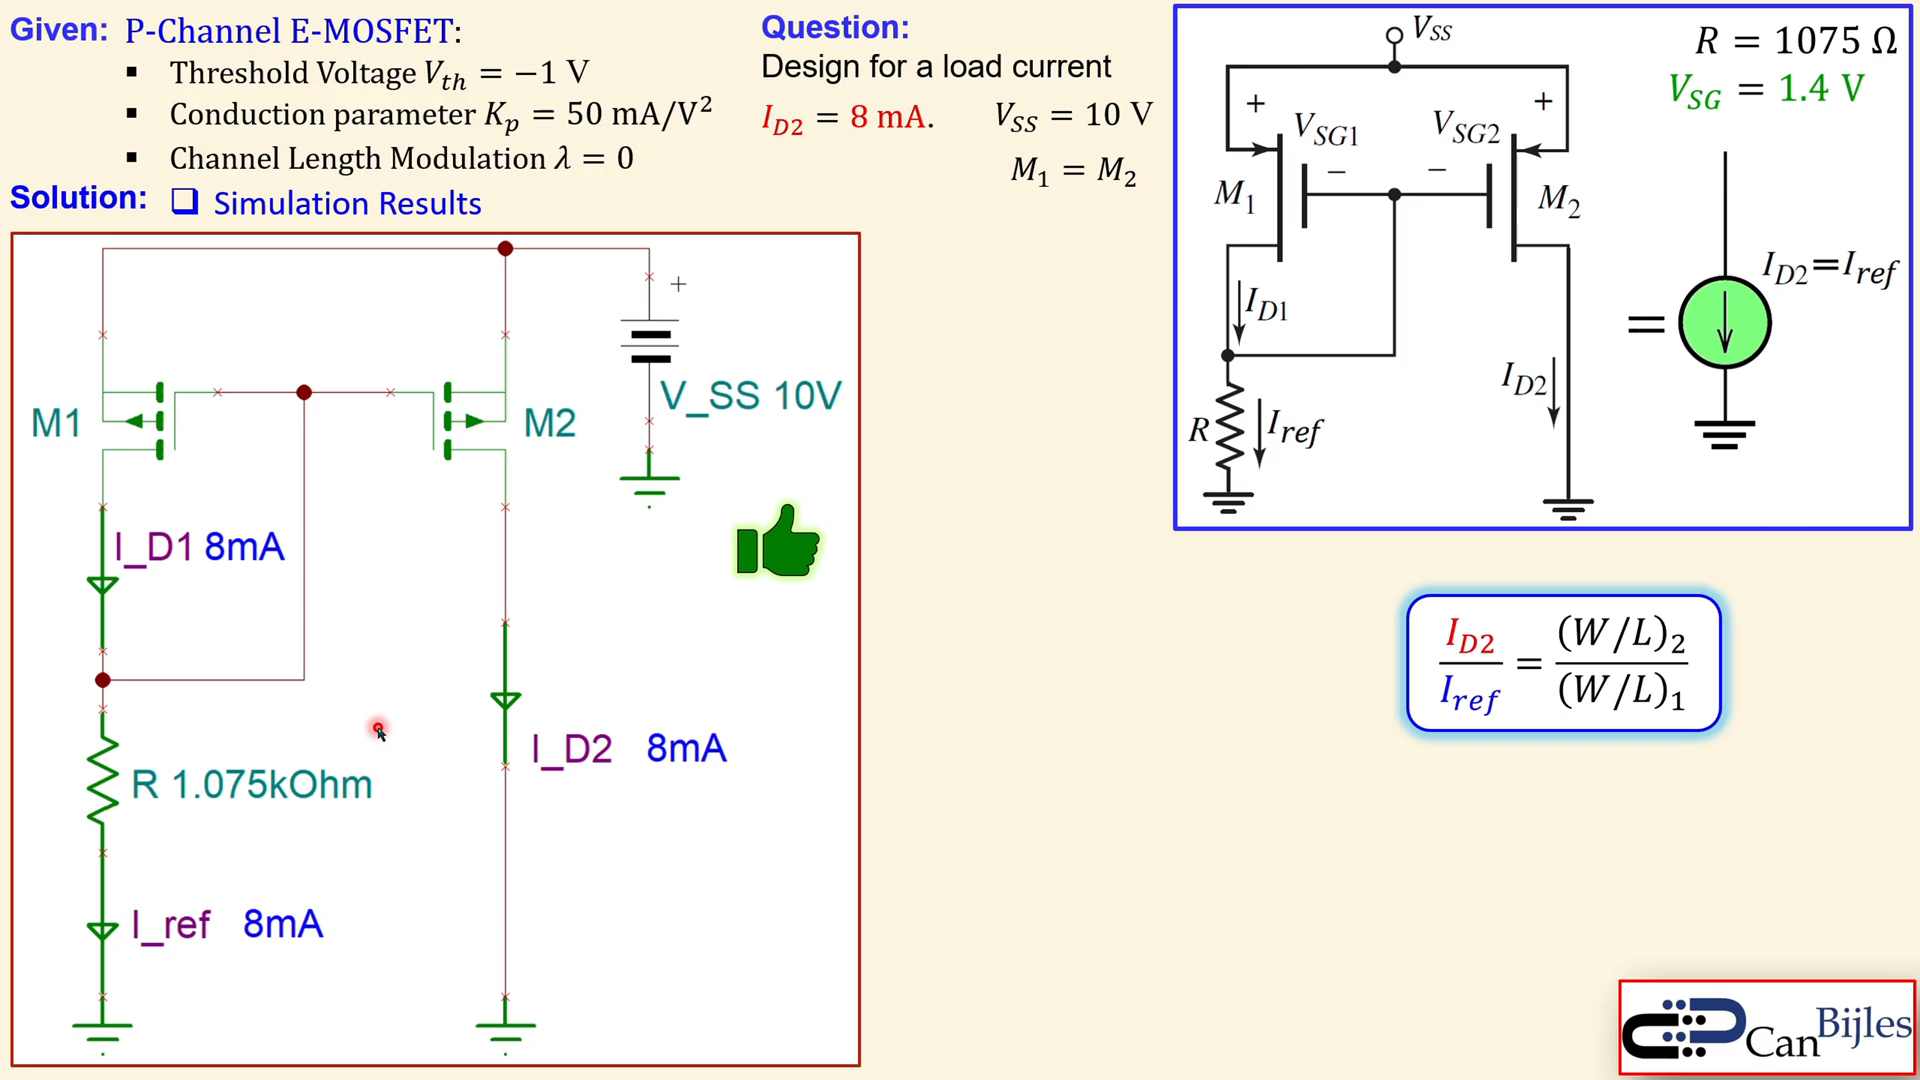 Given: P-Channel E-MOSFET:
▪ Threshold Voltage V_th = −1 V
▪ Conduction parameter K_p = 50 mA/V²
▪ Channel Length Modulation λ = 0
Solution: ❑ Simulation Results
Question:
Design for a load current
I_D2 = 8 mA. V_SS = 10 V
M_1 = M_2
M1
M2
+
V_SS 10V
I_D1 8mA
R 1.075kOhm
I_D2 8mA
I_ref 8mA
V_SS
R = 1075 Ω
V_SG = 1.4 V
+ +
V_SG1 V_SG2
− −
M_1 M_2
I_D1
I_D2
R I_ref
=
I_D2=I_ref
I_D2 / I_ref = (W/L)_2 / (W/L)_1
CanBijles